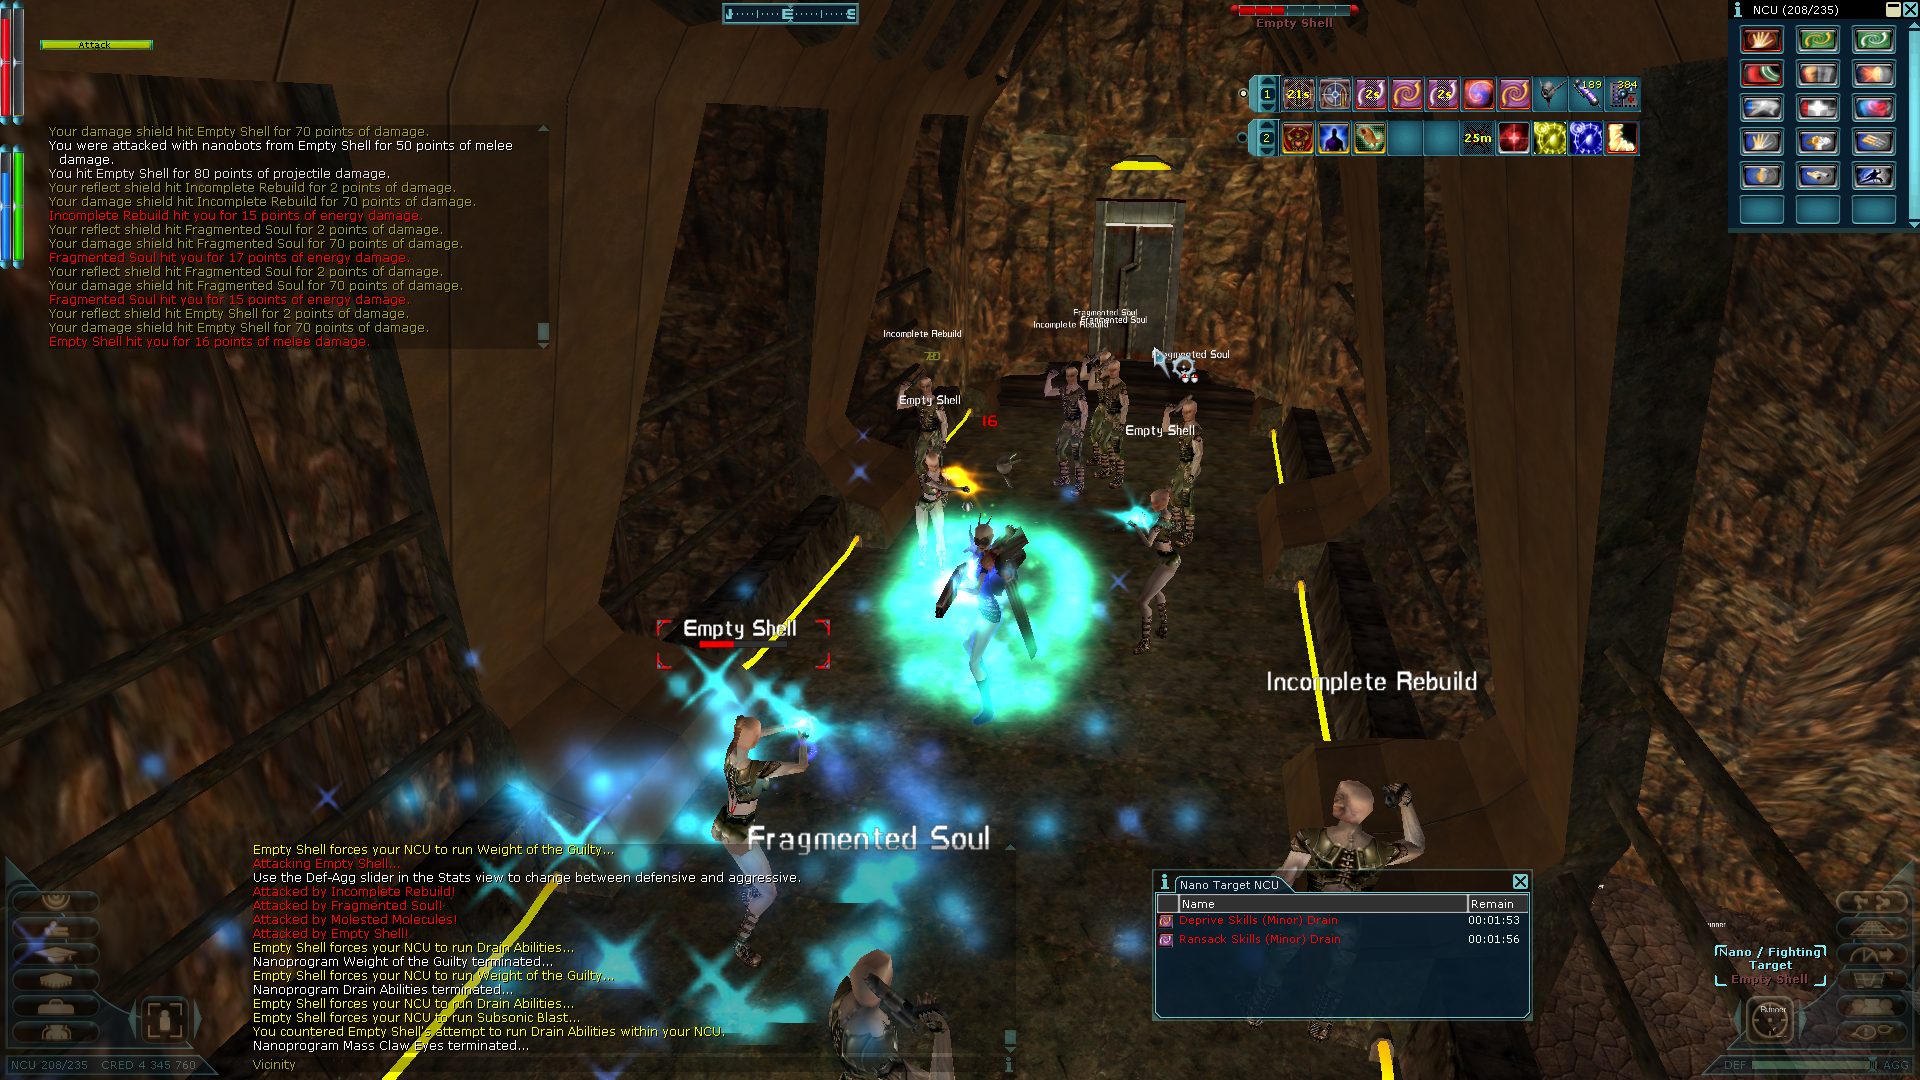 Attack
Empty Shell
NCU (208/235)
1
21s
2s
2s
189
384
2
25m
Your damage shield hit Empty Shell for 70 points of damage.
You were attacked with nanobots from Empty Shell for 50 points of melee
damage.
You hit Empty Shell for 80 points of projectile damage.
Your reflect shield hit Incomplete Rebuild for 2 points of damage.
Your damage shield hit Incomplete Rebuild for 70 points of damage.
Incomplete Rebuild hit you for 15 points of energy damage.
Your reflect shield hit Fragmented Soul for 2 points of damage.
Your damage shield hit Fragmented Soul for 70 points of damage.
Fragmented Soul hit you for 17 points of energy damage.
Your reflect shield hit Fragmented Soul for 2 points of damage.
Your damage shield hit Fragmented Soul for 70 points of damage.
Fragmented Soul hit you for 15 points of energy damage.
Your reflect shield hit Empty Shell for 2 points of damage.
Your damage shield hit Empty Shell for 70 points of damage.
Empty Shell hit you for 16 points of melee damage.
Fragmented Soul
Fragmented Soul
Incomplete Rebuild
Incomplete Rebuild
Fragmented Soul
Empty Shell
16
Empty Shell
Empty Shell
Incomplete Rebuild
Fragmented Soul
Empty Shell forces your NCU to run Weight of the Guilty...
Attacking Empty Shell...
Use the Def-Agg slider in the Stats view to change between defensive and aggressive.
Attacked by Incomplete Rebuild!
Attacked by Fragmented Soul!
Attacked by Molested Molecules!
Attacked by Empty Shell!
Empty Shell forces your NCU to run Drain Abilities...
Nanoprogram Weight of the Guilty terminated...
Empty Shell forces your NCU to run Weight of the Guilty...
Nanoprogram Drain Abilities terminated...
Empty Shell forces your NCU to run Drain Abilities...
Empty Shell forces your NCU to run Subsonic Blast...
You countered Empty Shell's attempt to run Drain Abilities within your NCU.
Nanoprogram Mass Claw Eyes terminated...
Vicinity
NCU 208/235 CRED 4 345 760
Nano Target NCU
Name Remain
Deprive Skills (Minor) Drain 00:01:53
Ransack Skills (Minor) Drain 00:01:56
Nano / Fighting
Target
Empty Shell
Runner
DEF AGG